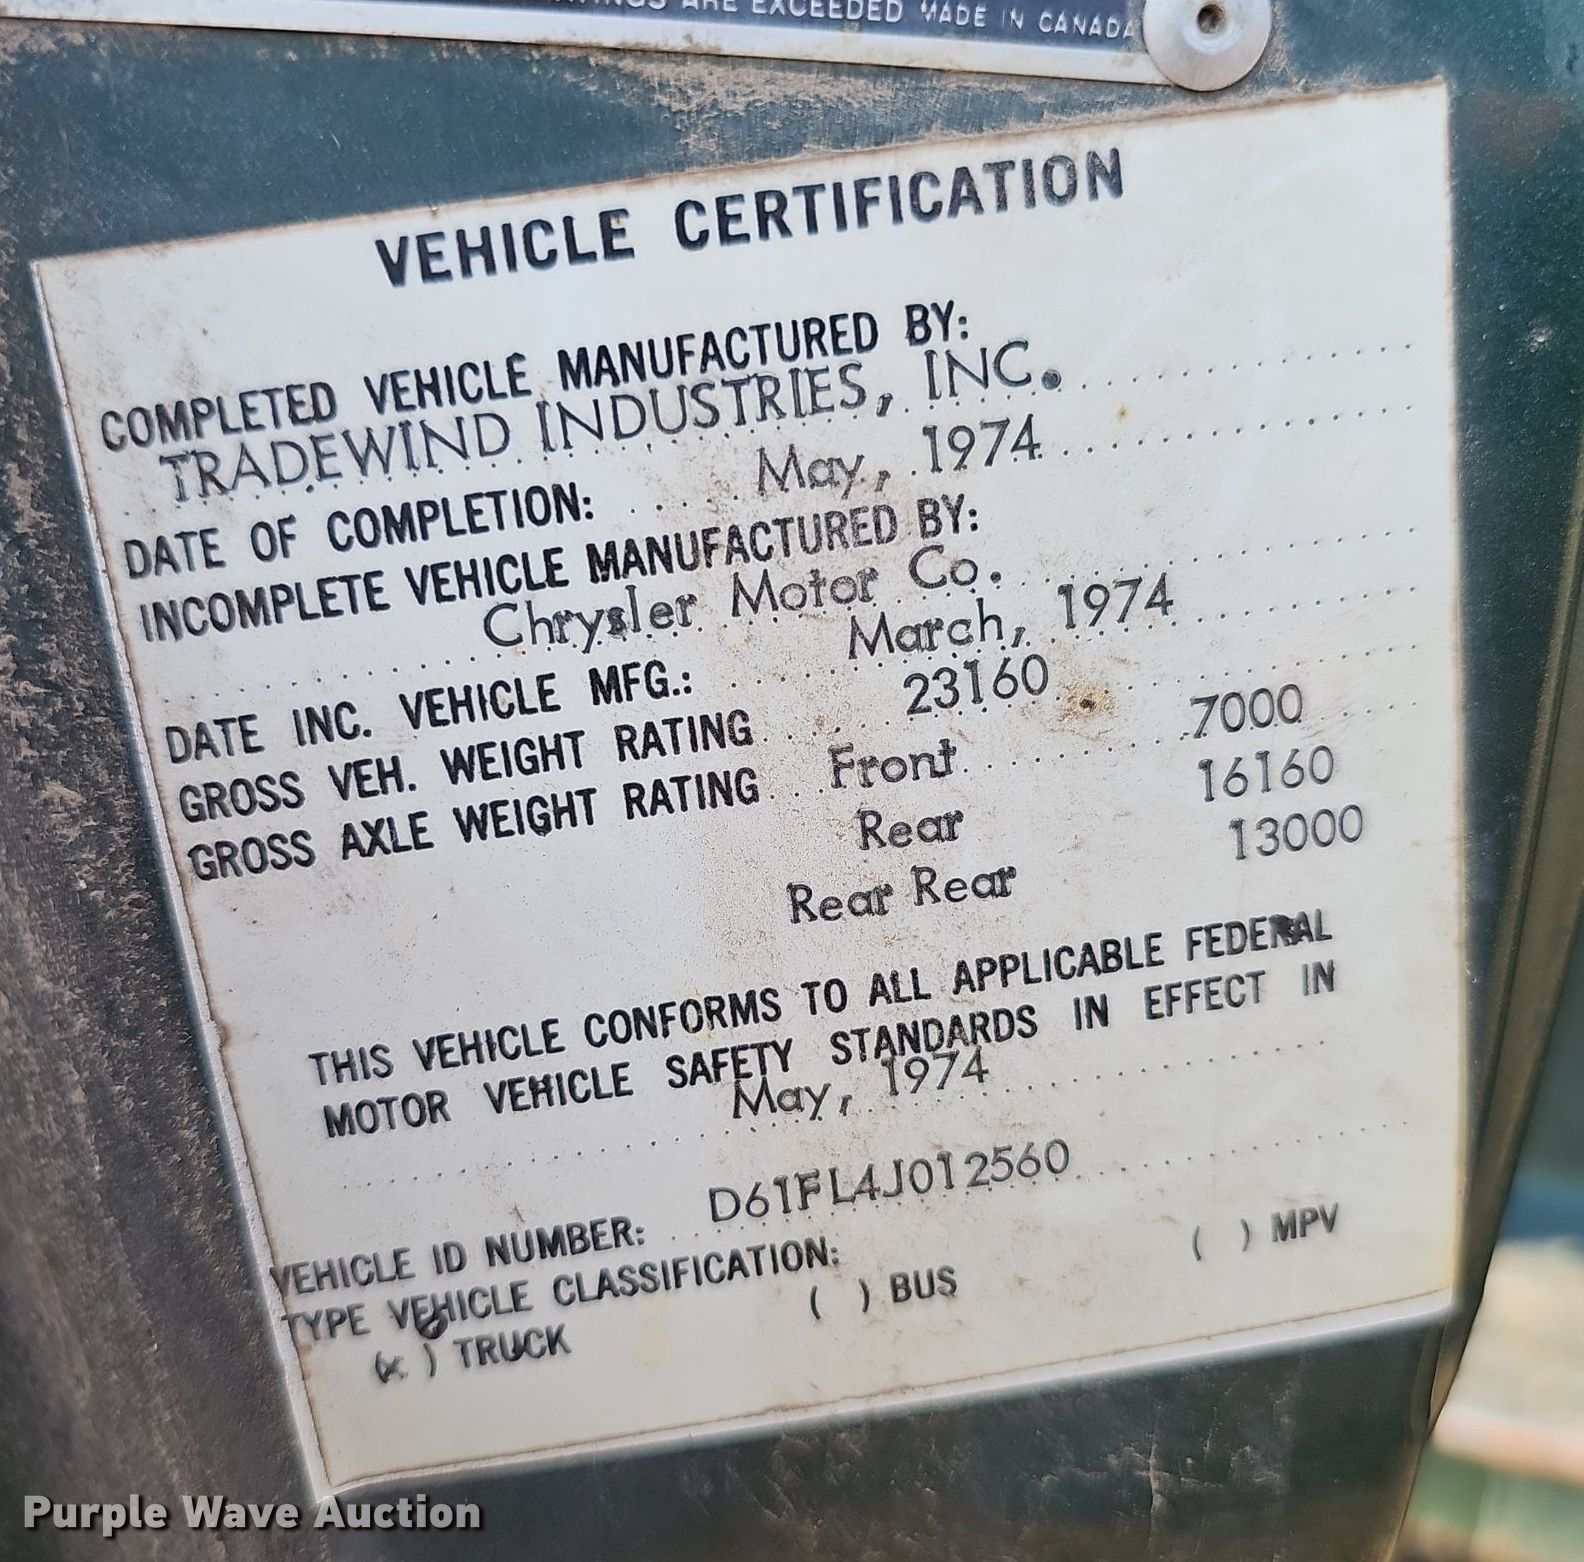 ARE EXCEEDED MADE IN CANADA
VEHICLE CERTIFICATION
COMPLETED VEHICLE MANUFACTURED BY:
TRADEWIND INDUSTRIES, INC.
DATE OF COMPLETION: May, 1974
INCOMPLETE VEHICLE MANUFACTURED BY:
Chrysler Motor Co.
DATE INC. VEHICLE MFG.: March, 1974
GROSS VEH. WEIGHT RATING 23160
GROSS AXLE WEIGHT RATING Front 7000
Rear 16160
Rear Rear 13000
THIS VEHICLE CONFORMS TO ALL APPLICABLE FEDERAL
MOTOR VEHICLE SAFETY STANDARDS IN EFFECT IN
May, 1974
VEHICLE ID NUMBER: D61FL4J012560
TYPE VEHICLE CLASSIFICATION:
(x) TRUCK ( ) BUS ( ) MPV
Purple Wave Auction